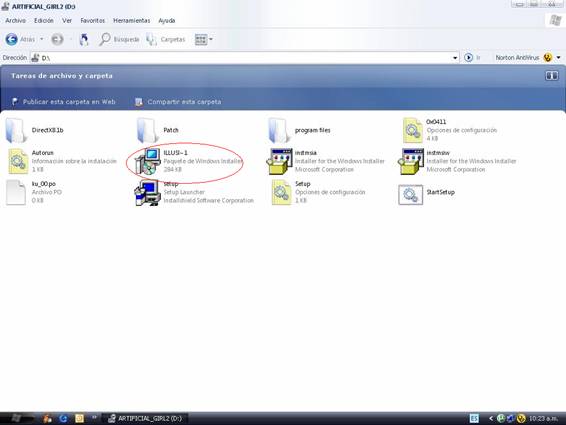 ARTIFICIAL_GIRL2 (D:)
Archivo Edición Ver Favoritos Herramientas Ayuda
Atrás Búsqueda Carpetas
Dirección D:\ Ir Norton AntiVirus
Tareas de archivo y carpeta
Publicar esta carpeta en Web Compartir esta carpeta
DirectX8.1b
Patch
program files
0x0411
Opciones de configuración
4 KB
Autorun
Información sobre la instalación
1 KB
ILLUSI~1
Paquete de Windows Installer
284 KB
instmsia
Installer for the Windows Installer
Microsoft Corporation
instmsiw
Installer for the Windows Installer
Microsoft Corporation
ku_00.po
Archivo PO
0 KB
setup
Setup Launcher
InstallShield Software Corporation
Setup
Opciones de configuración
1 KB
StartSetup
ARTIFICIAL_GIRL2 (D:) ES 10:23 a.m.